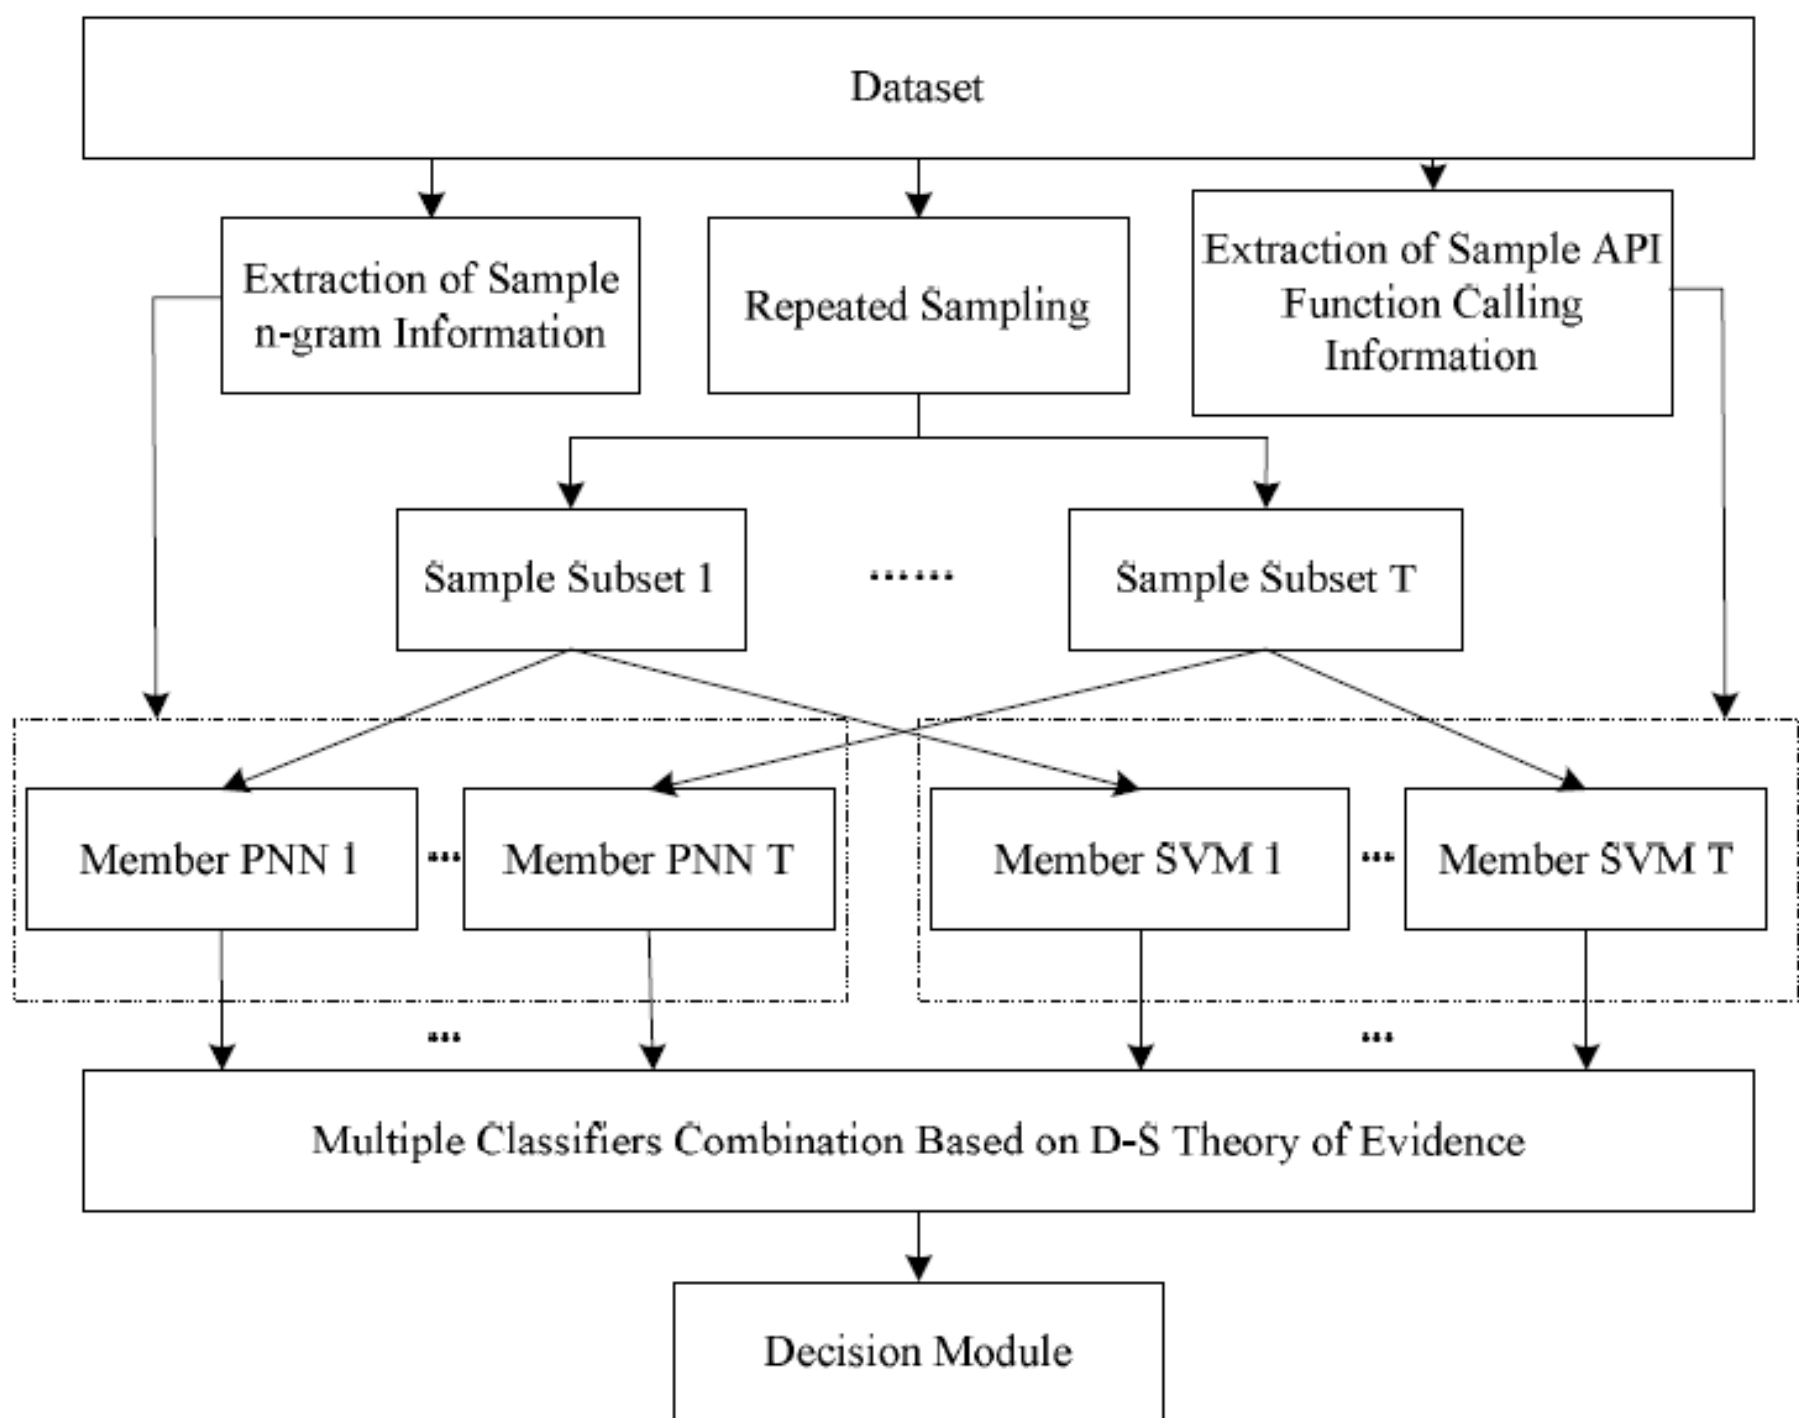 Dataset
Extraction of Sample
n-gram Information
Repeated Sampling
Extraction of Sample API
Function Calling
Information
Sample Subset 1
......
Sample Subset T
Member PNN 1
...
Member PNN T
Member SVM 1
...
Member SVM T
...
...
Multiple Classifiers Combination Based on D-S Theory of Evidence
Decision Module